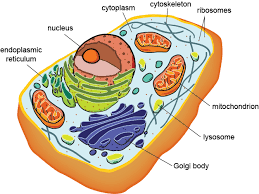 cytoplasm
cytoskeleton
ribosomes
nucleus
endoplasmic
reticulum
mitochondrion
lysosome
Golgi body